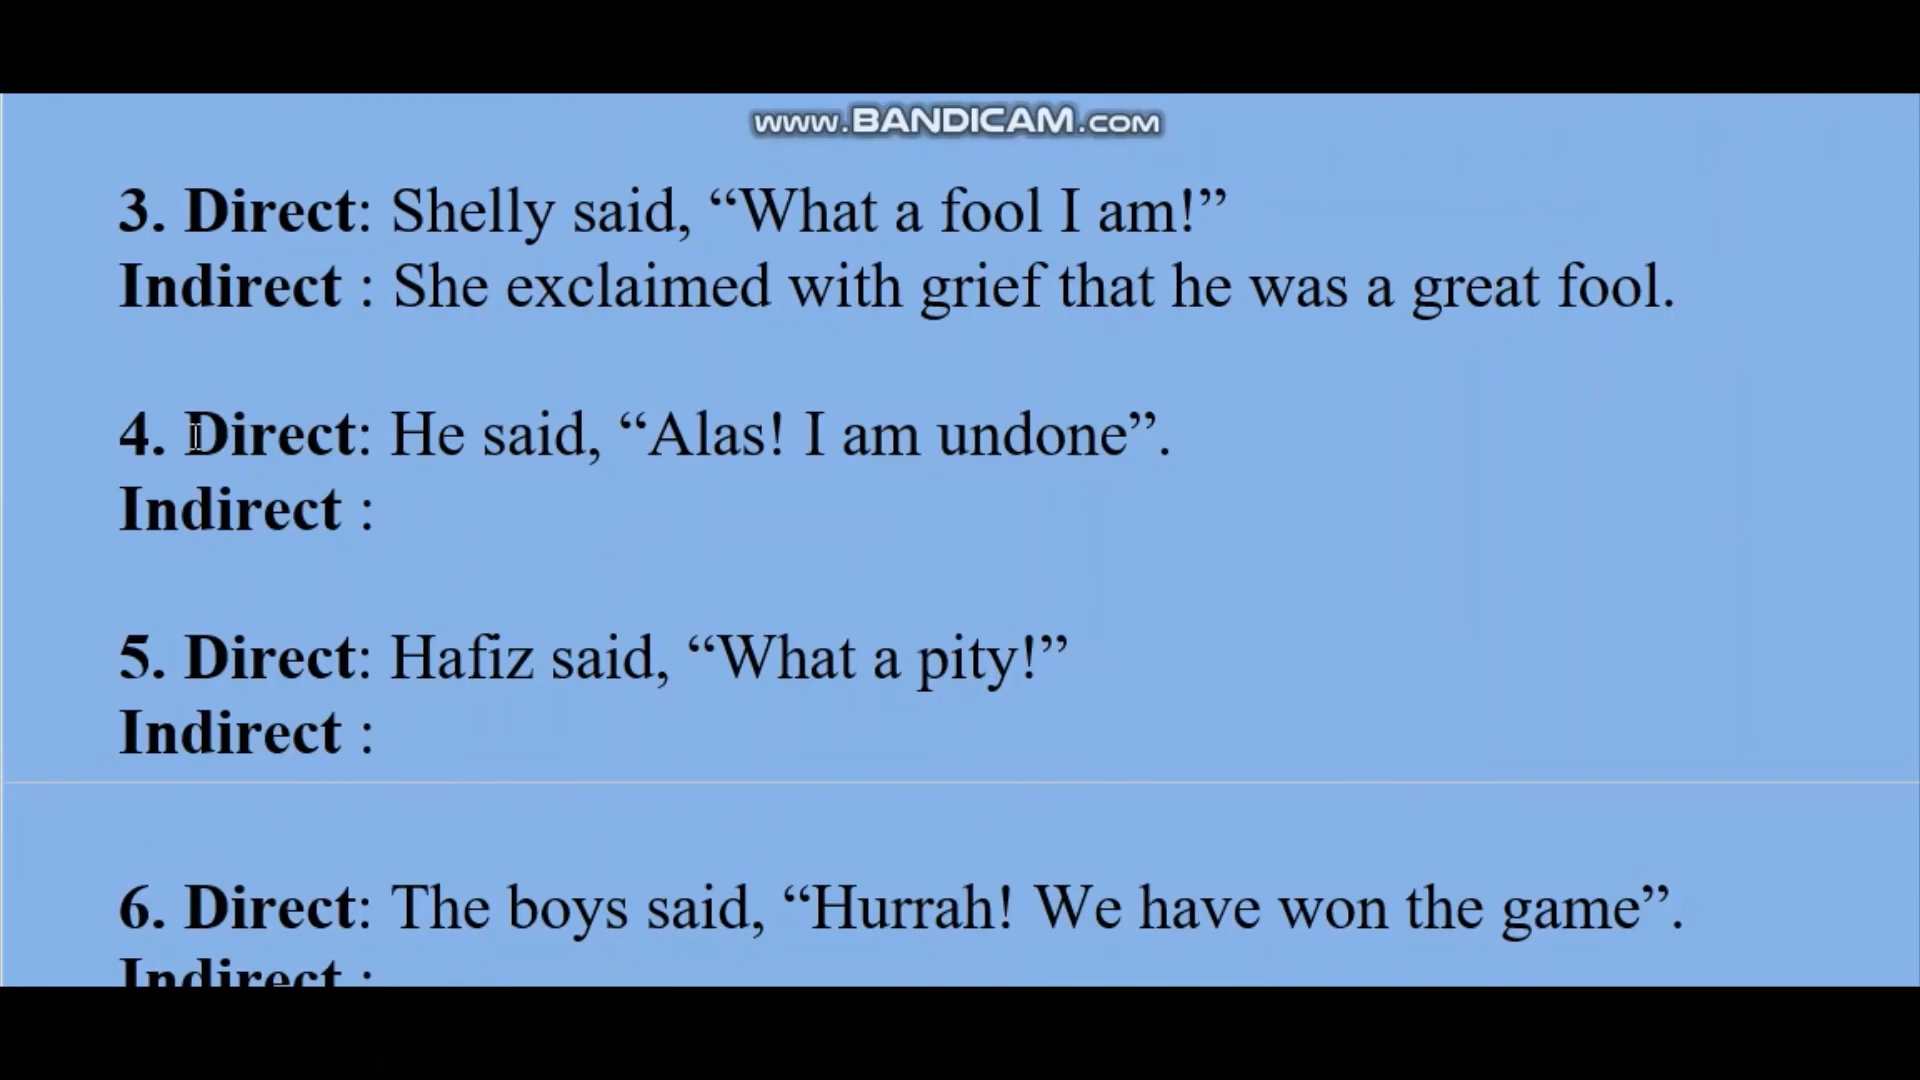 www.BANDICAM.com
3. Direct: Shelly said, “What a fool I am!”
Indirect : She exclaimed with grief that he was a great fool.
4. Direct: He said, “Alas! I am undone”.
Indirect :
5. Direct: Hafiz said, “What a pity!”
Indirect :
6. Direct: The boys said, “Hurrah! We have won the game”.
Indirect :